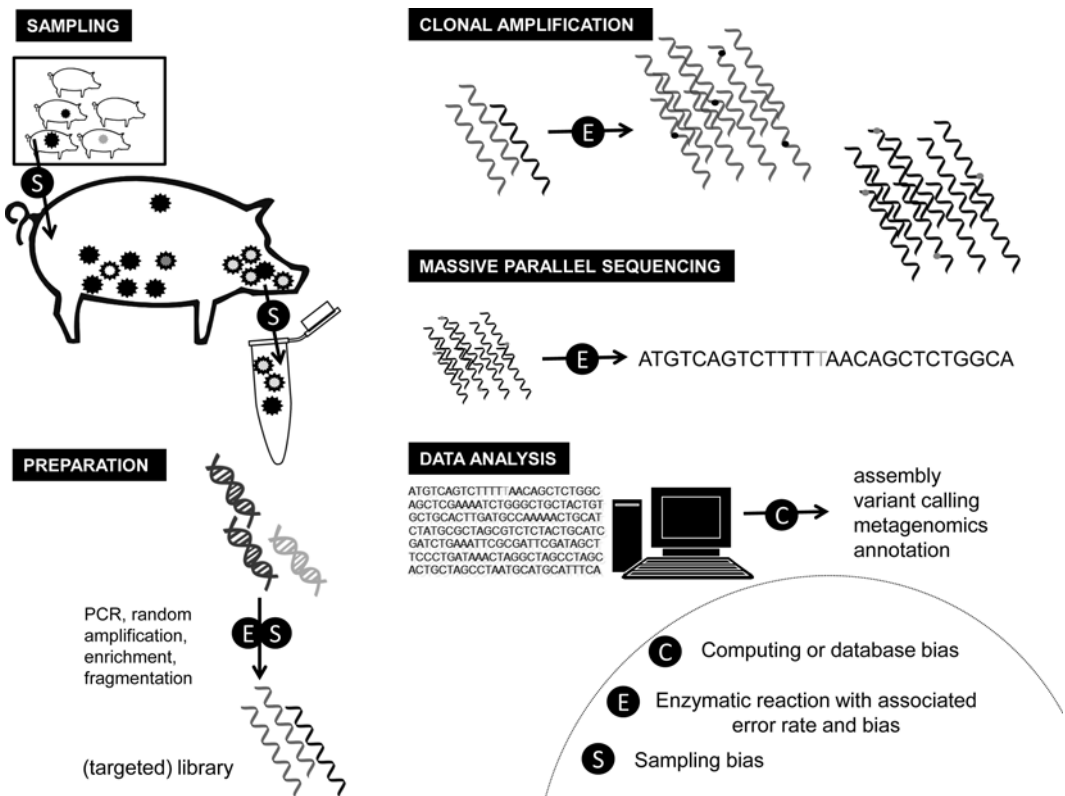 SAMPLING
S
S
PREPARATION
PCR, random
amplification,
enrichment,
fragmentation
E S
(targeted) library
CLONAL AMPLIFICATION
E
MASSIVE PARALLEL SEQUENCING
E
ATGTCAGTCTTTTTAACAGCTCTGGCA
DATA ANALYSIS
ATGTCAGTCTTTTTAACAGCTCTGGC
AGCTCGAAAATCTGGGCTGCTACTGT
GCTGCACTTGATGCCAAAAACTGCAT
CTATGCGCTAGCGTCTCTACTGCATC
GATCTGAAATTCGCGATTCGATAGCT
TCCCTGATAAACTAGGCTAGCCTAGC
ACTGCTAGCCTAATGCATGCATTTCA
C
assembly
variant calling
metagenomics
annotation
C Computing or database bias
E Enzymatic reaction with associated
error rate and bias
S Sampling bias